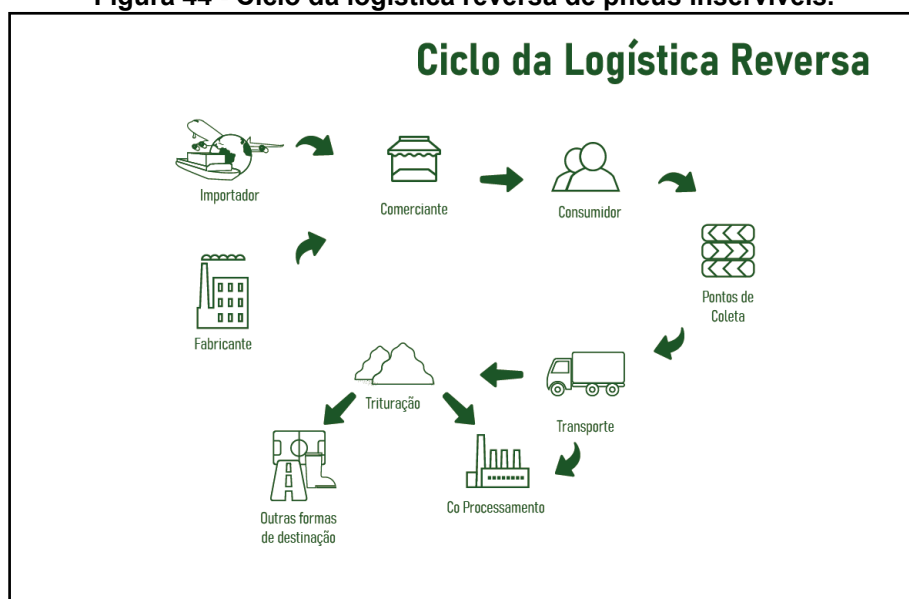 Figura 44 - Ciclo da logística reversa de pneus inservíveis.
Ciclo da Logística Reversa
Importador
Comerciante
Consumidor
Fabricante
Pontos de
Coleta
Trituração
Transporte
Outras formas
de destinação
Co Processamento